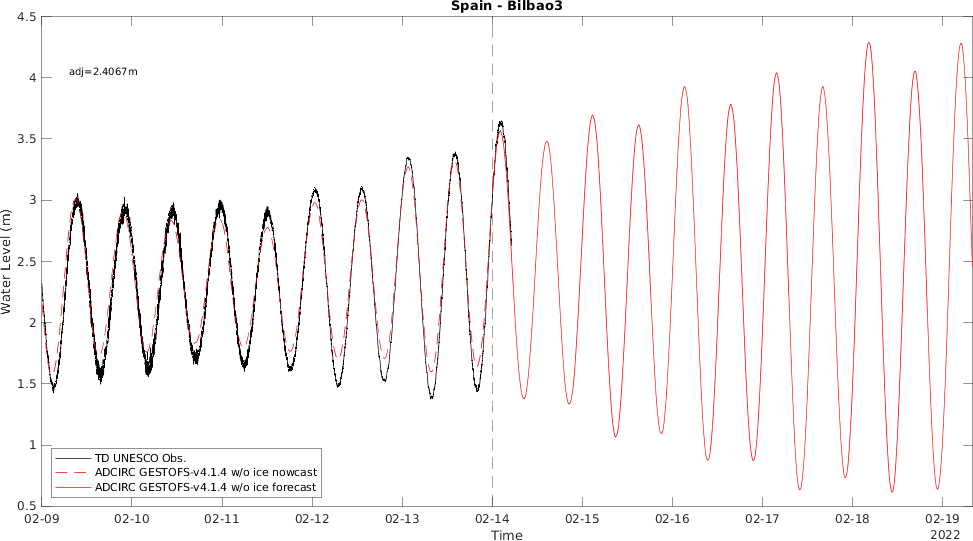 Spain - Bilbao3
4.5
4
3.5
3
2.5
2
1.5
1
0.5
Water Level (m)
adj=2.4067m
TD UNESCO Obs.
ADCIRC GESTOFS-v4.1.4 w/o ice nowcast
ADCIRC GESTOFS-v4.1.4 w/o ice forecast
02-09 02-10 02-11 02-12 02-13 02-14 02-15 02-16 02-17 02-18 02-19
Time
2022